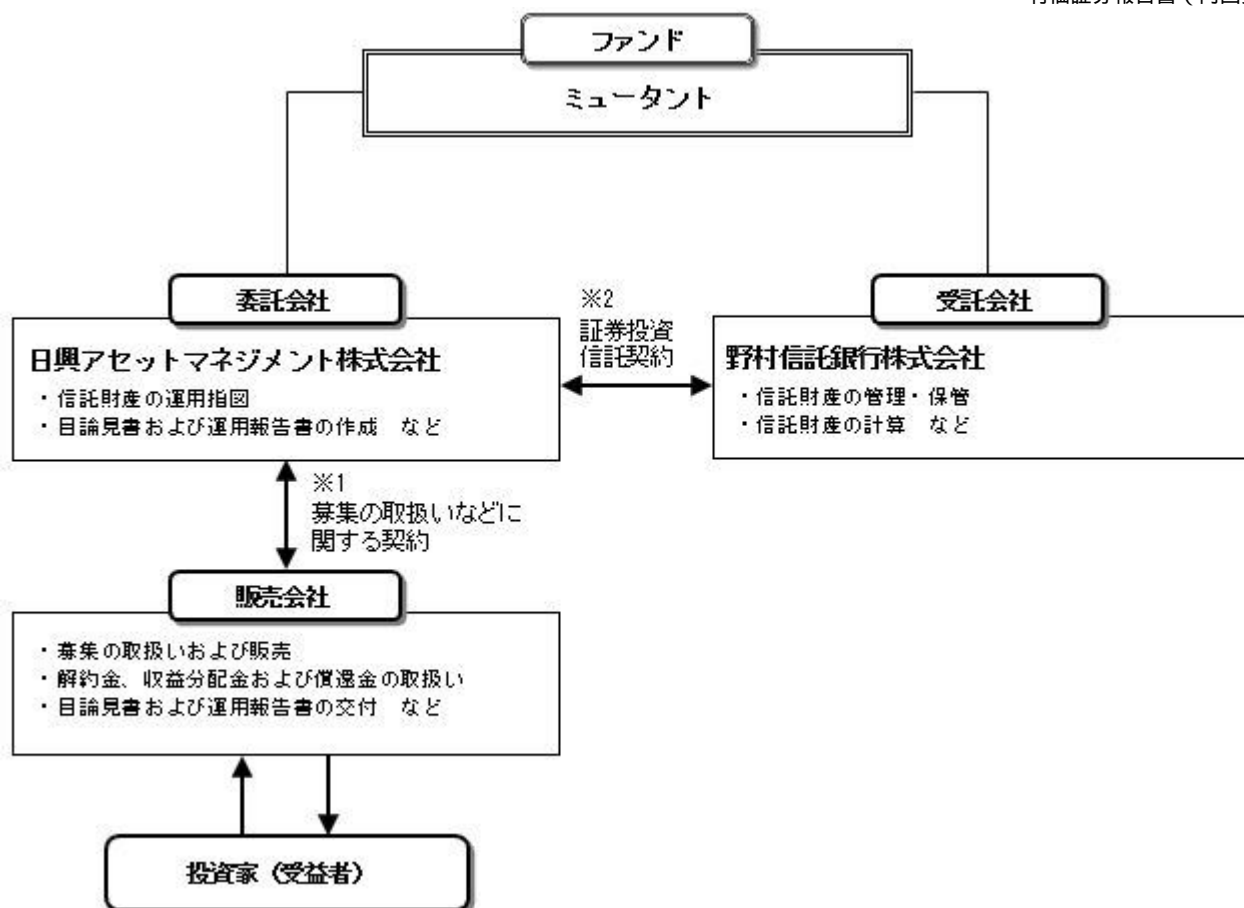 ファンド
ミュータント
委託会社
日興アセットマネジメント株式会社
・信託財産の運用指図
・目論見書および運用報告書の作成　など
※2
証券投資
信託契約
受託会社
野村信託銀行株式会社
・信託財産の管理・保管
・信託財産の計算　など
※1
募集の取扱いなどに
関する契約
販売会社
・募集の取扱いおよび販売
・解約金、収益分配金および償還金の取扱い
・目論見書および運用報告書の交付　など
投資家（受益者）